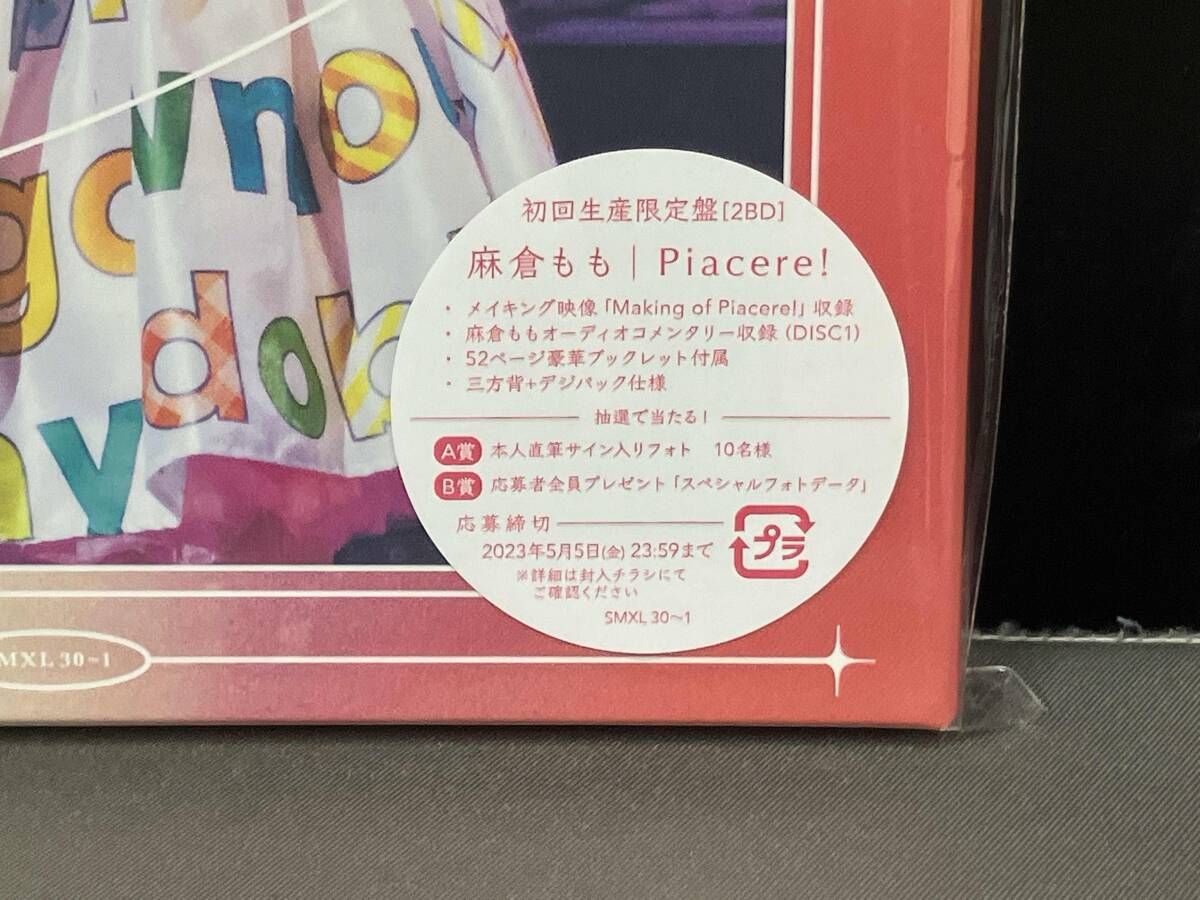 vno
go
dob
y
初回生産限定盤[2BD]
麻倉もも | Piacere!
・ メイキング映像「Making of Piacere!」収録
・ 麻倉ももオーディオコメンタリー収録(DISC1)
・ 52ページ豪華ブックレット付属
・ 三方背+デジパック仕様
抽選で当たる!
A賞 本人直筆サイン入りフォト 10名様
B賞 応募者全員プレゼント「スペシャルフォトデータ」
応募締切
2023年5月5日(金) 23:59まで
プラ
※詳細は封入チラシにて
ご確認ください
SMXL 30〜1
MXL 30〜1